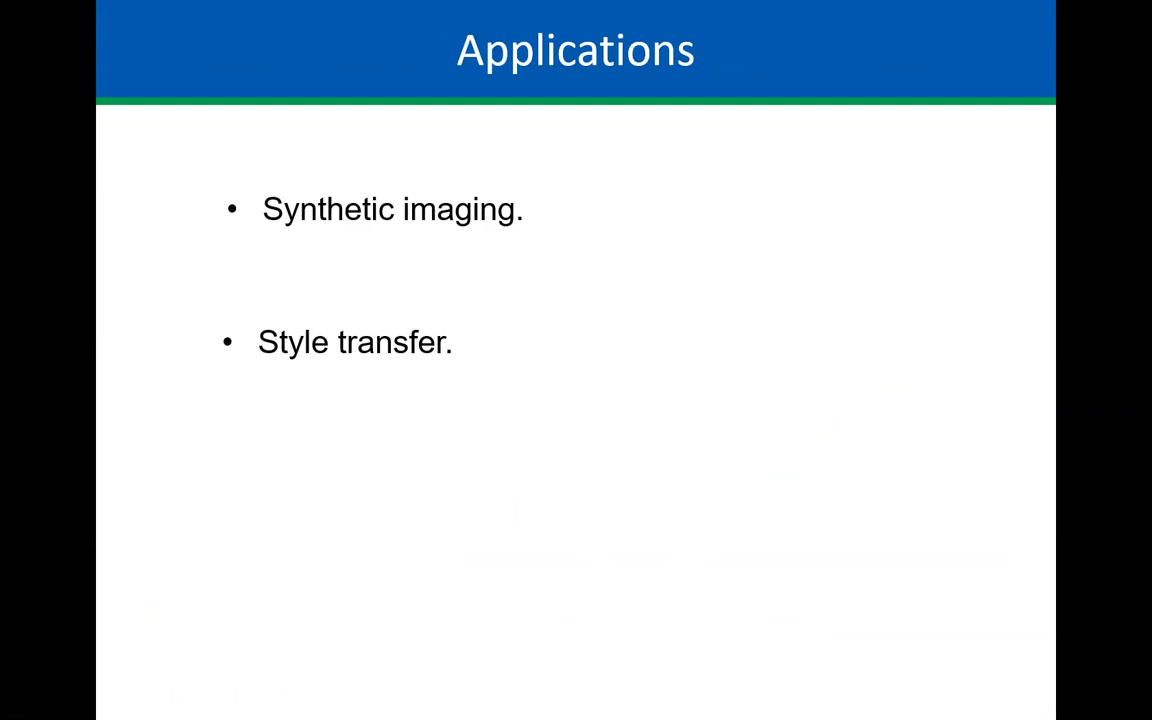 Applications
• Synthetic imaging.
• Style transfer.